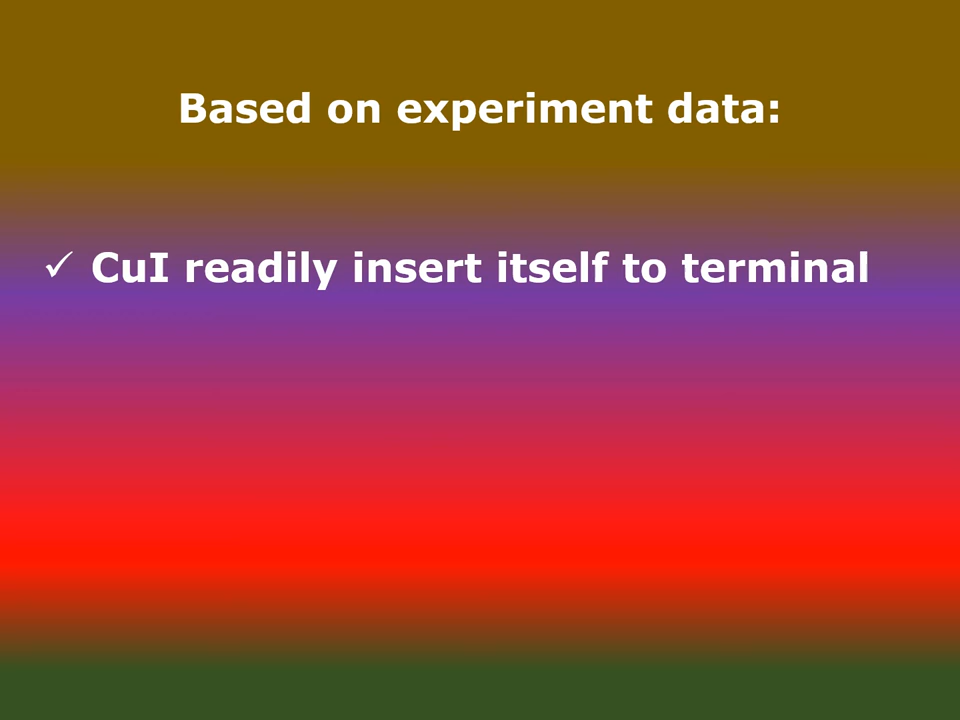 Based on experiment data:
✓ CuI readily insert itself to terminal